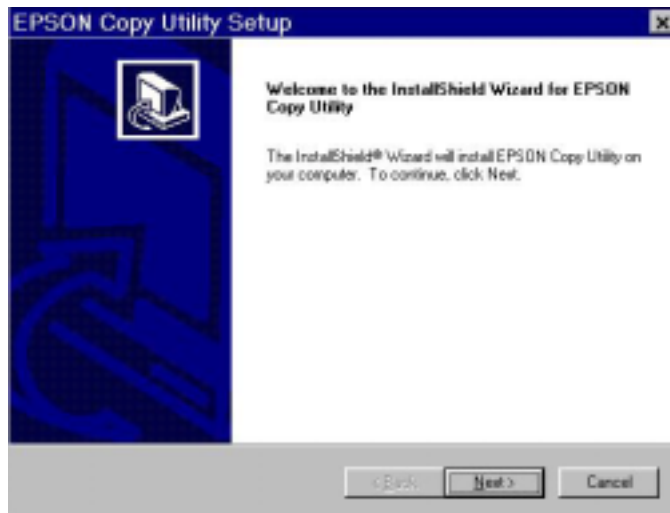 EPSON Copy Utility Setup
Welcome to the InstallShield Wizard for EPSON
Copy Utility
The InstallShield® Wizard will install EPSON Copy Utility on
your computer. To continue, click Next.
< Back
Next >
Cancel